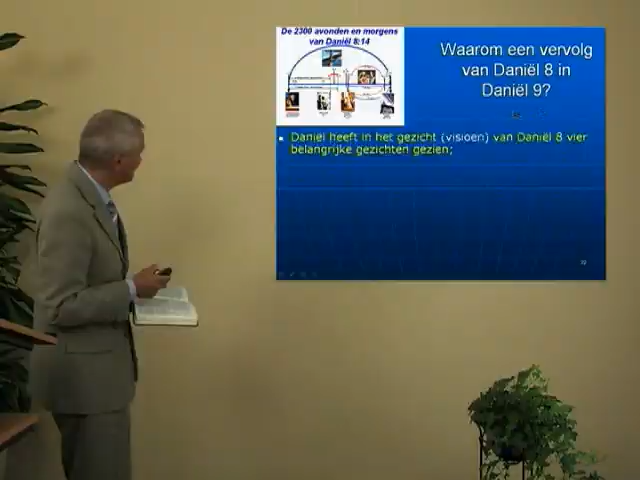 De 2300 avonden en morgens
van Daniël 8:14
Waarom een vervolg
van Daniël 8 in
Daniël 9?
Daniël heeft in het gezicht (visioen) van Daniël 8 vier
belangrijke gezichten gezien;